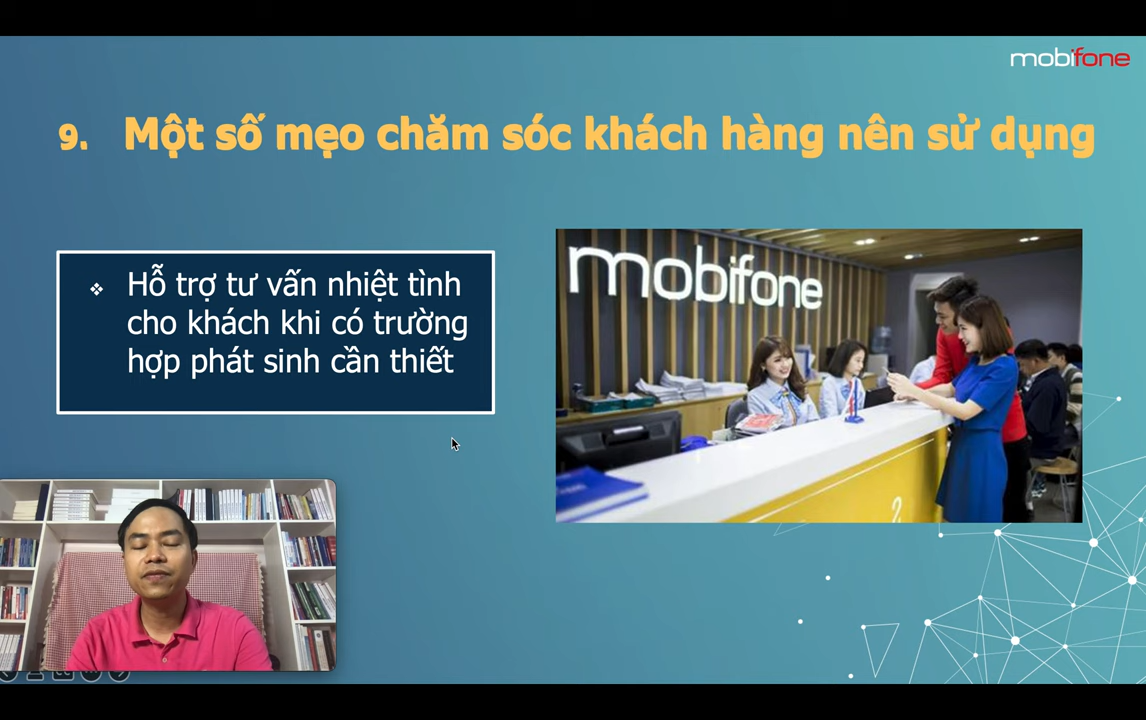 mobifone
9. Một số mẹo chăm sóc khách hàng nên sử dụng
❖ Hỗ trợ tư vấn nhiệt tình
cho khách khi có trường
hợp phát sinh cần thiết
mobifone
2